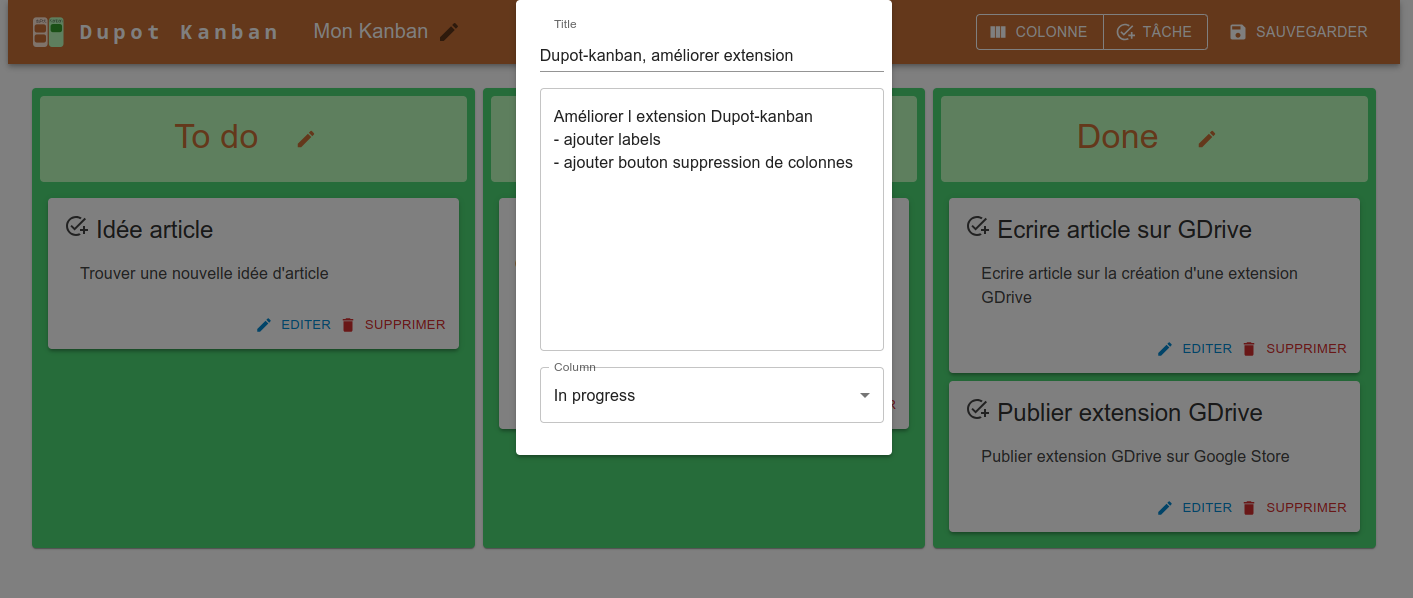 Dupot Kanban
Mon Kanban
COLONNE
TÂCHE
SAUVEGARDER
To do
Idée article
Trouver une nouvelle idée d'article
EDITER
SUPPRIMER
Title
Dupot-kanban, améliorer extension
Améliorer l extension Dupot-kanban
- ajouter labels
- ajouter bouton suppression de colonnes
Column
In progress
Done
Ecrire article sur GDrive
Ecrire article sur la création d'une extension
GDrive
EDITER
SUPPRIMER
Publier extension GDrive
Publier extension GDrive sur Google Store
EDITER
SUPPRIMER